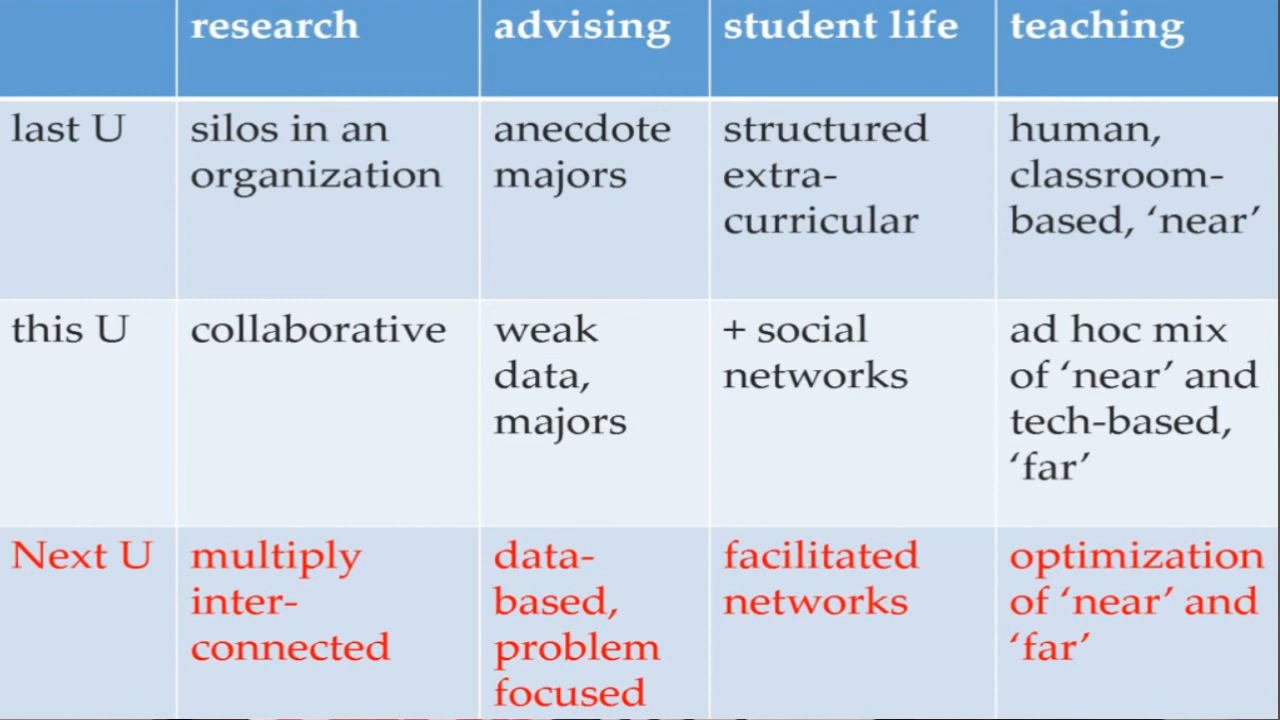 research
advising
student life
teaching
last U
silos in an
organization
anecdote
majors
structured
extra-
curricular
human,
classroom-
based, ‘near’
this U
collaborative
weak
data,
majors
+ social
networks
ad hoc mix
of ‘near’ and
tech-based,
‘far’
Next U
multiply
inter-
connected
data-
based,
problem
focused
facilitated
networks
optimization
of ‘near’ and
‘far’